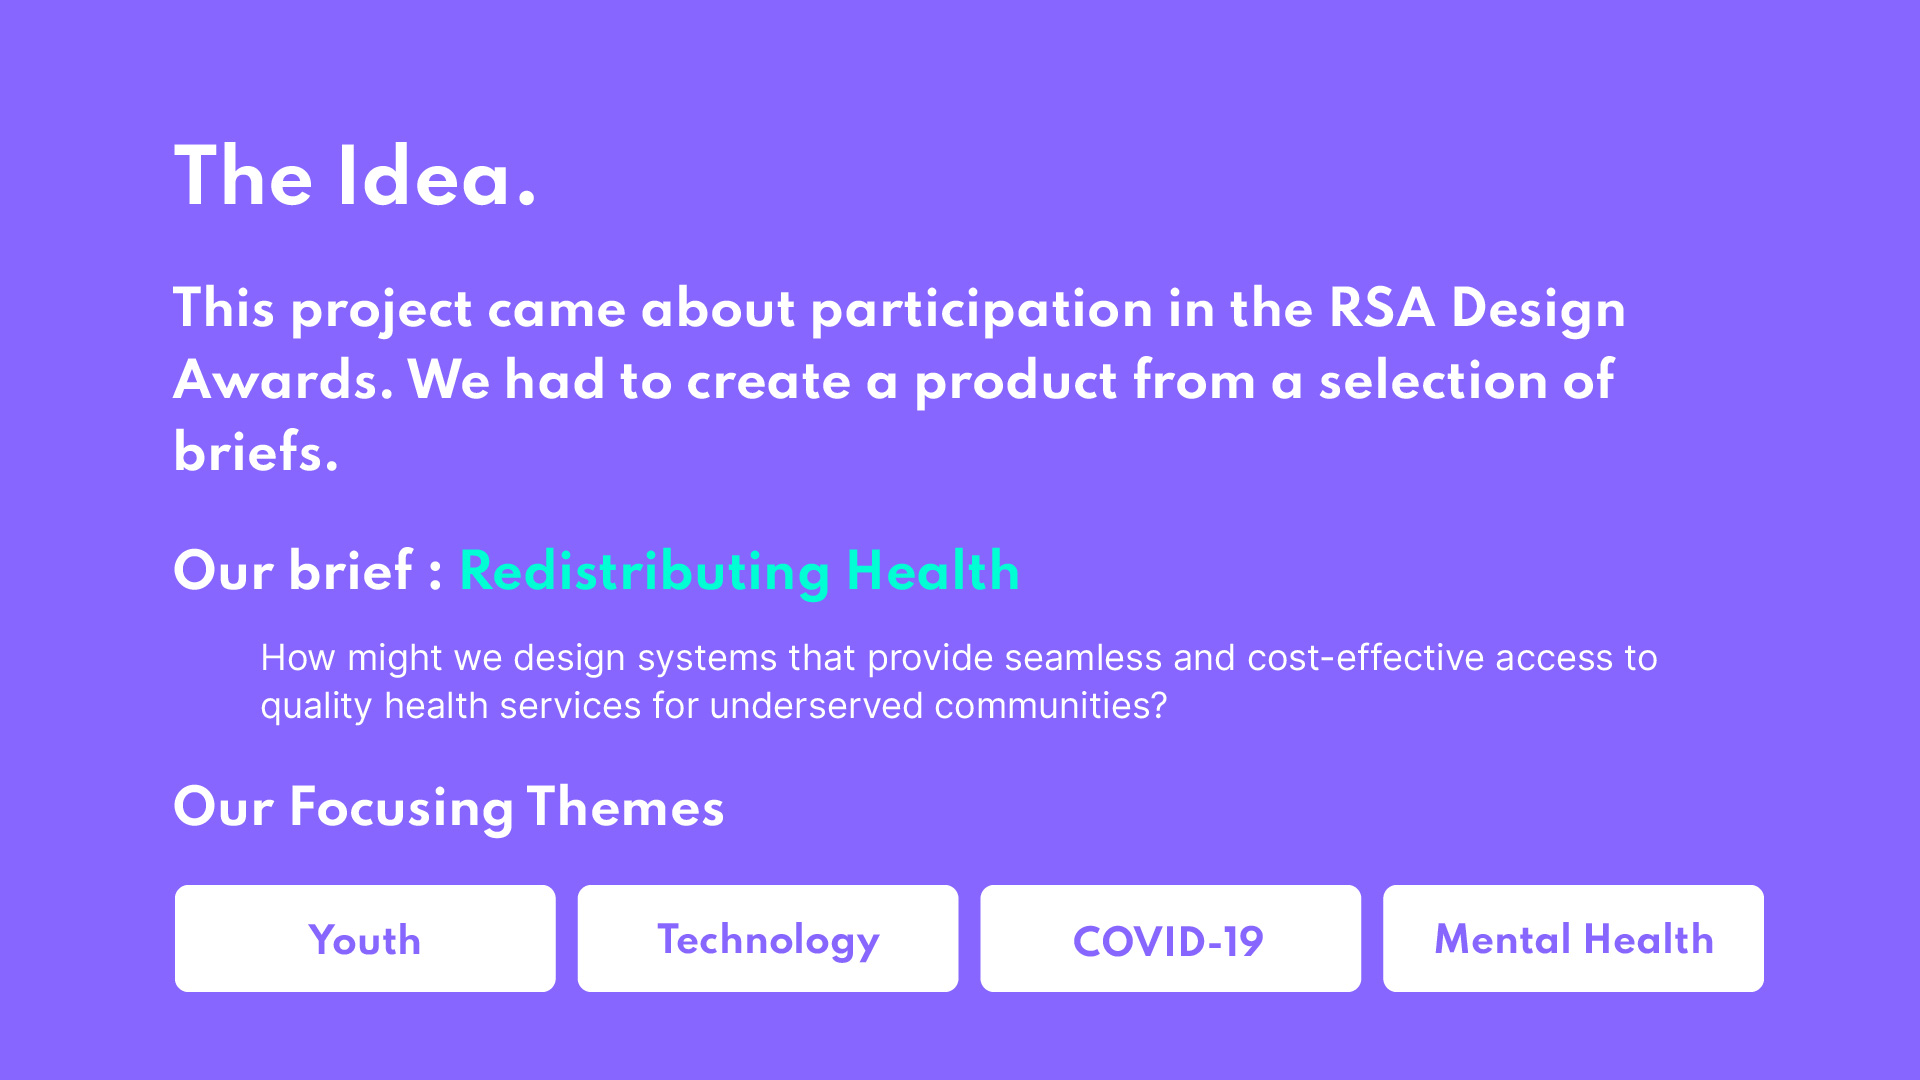 The Idea.
This project came about participation in the RSA Design
Awards. We had to create a product from a selection of
briefs.
Our brief : Redistributing Health
How might we design systems that provide seamless and cost-effective access to
quality health services for underserved communities?
Our Focusing Themes
Youth
Technology
COVID-19
Mental Health